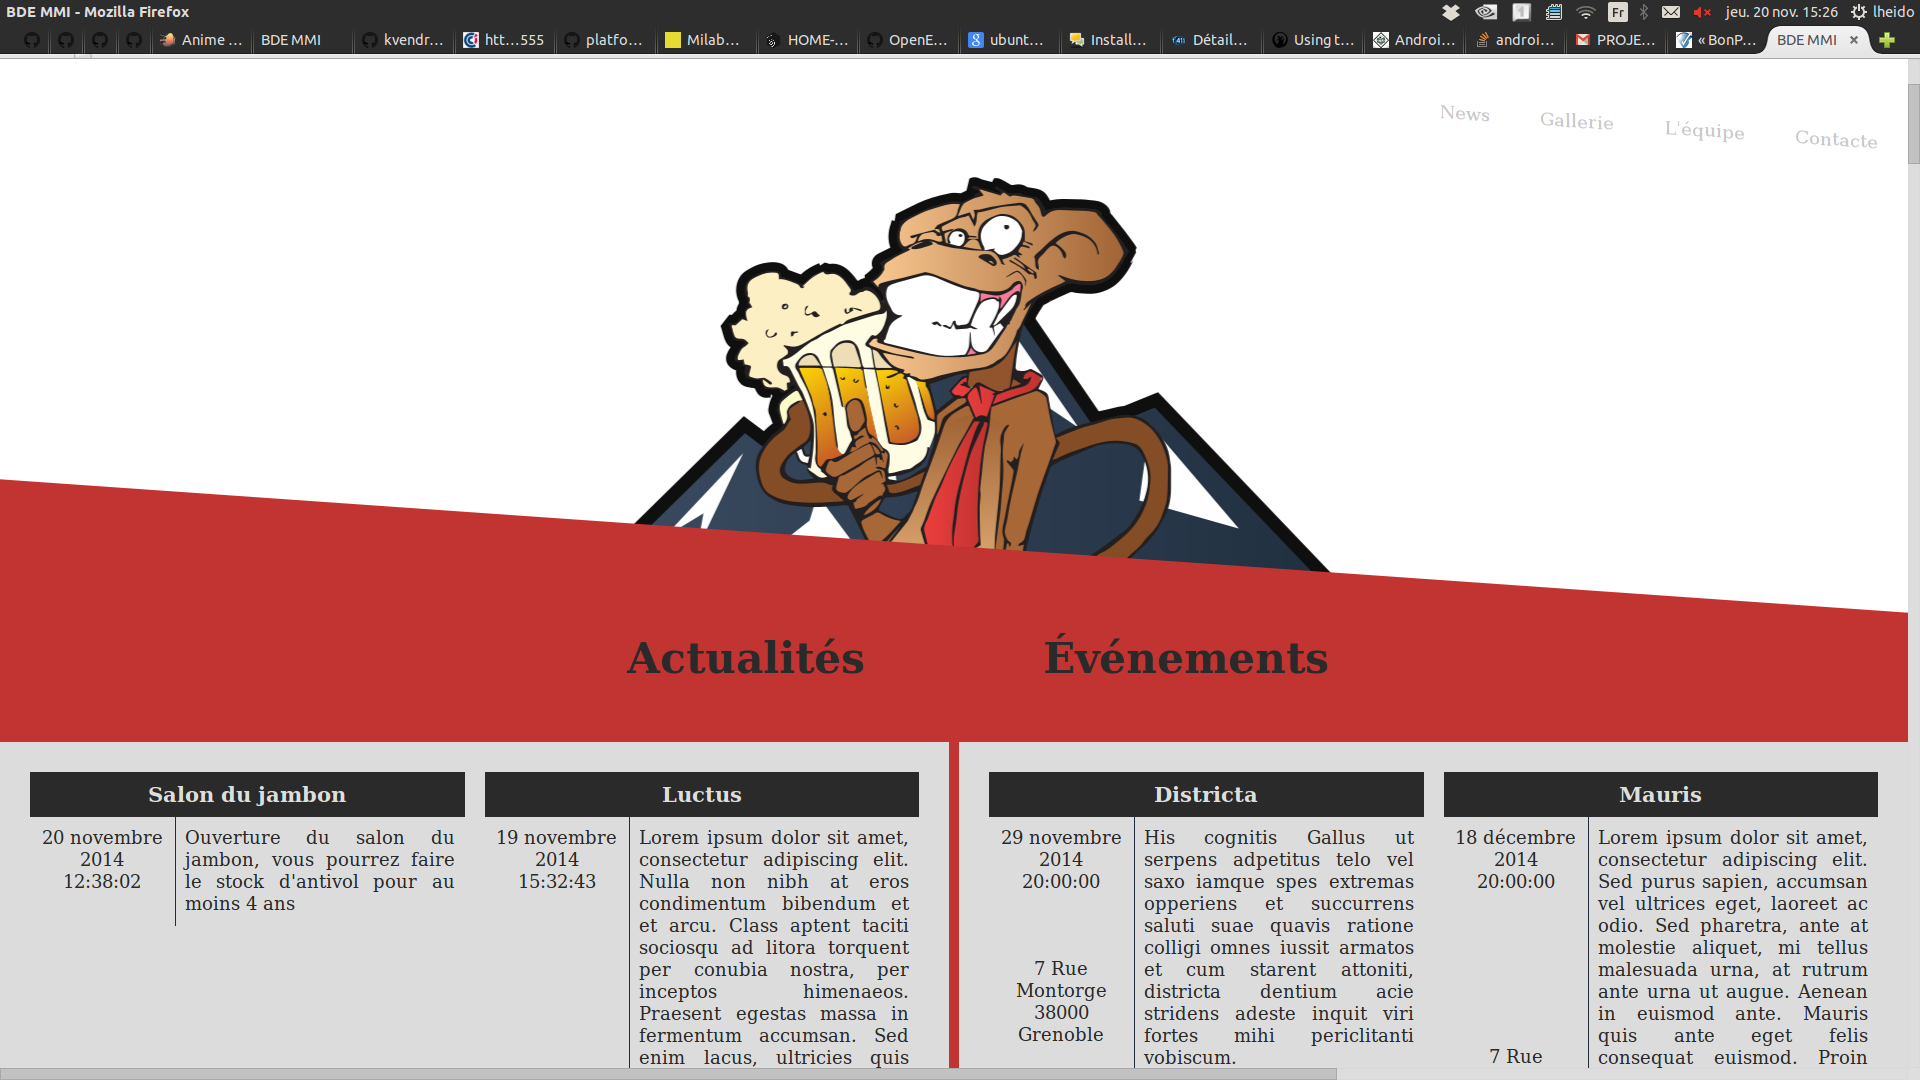 BDE MMI - Mozilla Firefox
Fr
jeu. 20 nov. 15:26
lheido
Anime ...
BDE MMI
kvendr...
htt...555
platfo...
Milab...
HOME-...
OpenE...
ubunt...
Install...
Détail...
Using t...
Androi...
androi...
PROJE...
« BonP...
BDE MMI
News
Gallerie
L'équipe
Contacte
Actualités
Événements
Salon du jambon
20 novembre
2014
12:38:02
Ouverture du salon du
jambon, vous pourrez faire
le stock d'antivol pour au
moins 4 ans
Luctus
19 novembre
2014
15:32:43
Lorem ipsum dolor sit amet,
consectetur adipiscing elit.
Nulla non nibh at eros
condimentum bibendum et
et arcu. Class aptent taciti
sociosqu ad litora torquent
per conubia nostra, per
inceptos himenaeos.
Praesent egestas massa in
fermentum accumsan. Sed
enim lacus, ultricies quis
Districta
29 novembre
2014
20:00:00
7 Rue
Montorge
38000
Grenoble
His cognitis Gallus ut
serpens adpetitus telo vel
saxo iamque spes extremas
opperiens et succurrens
saluti suae quavis ratione
colligi omnes iussit armatos
et cum starent attoniti,
districta dentium acie
stridens adeste inquit viri
fortes mihi periclitanti
vobiscum.
Mauris
18 décembre
2014
20:00:00
7 Rue
Lorem ipsum dolor sit amet,
consectetur adipiscing elit.
Sed purus sapien, accumsan
vel ultrices eget, laoreet ac
odio. Sed pharetra, ante at
molestie aliquet, mi tellus
malesuada urna, at rutrum
ante urna ut augue. Aenean
in euismod ante. Mauris
quis ante eget felis
consequat euismod. Proin